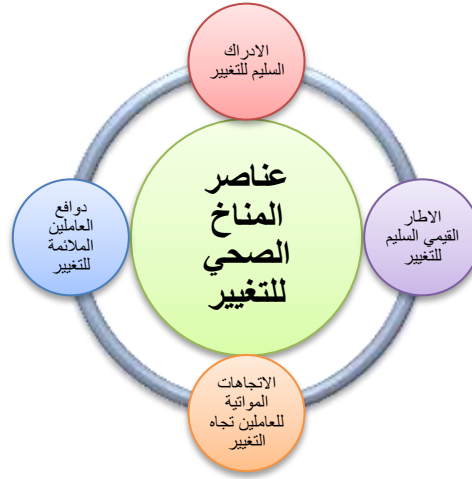 الادراك
السليم للتغيير
عناصر
المناخ
الصحي
للتغيير
الاطار
القيمي السليم
للتغيير
الاتجاهات
المواتية
للعاملين تجاه
التغيير
دوافع
العاملين
الملائمة
للتغيير